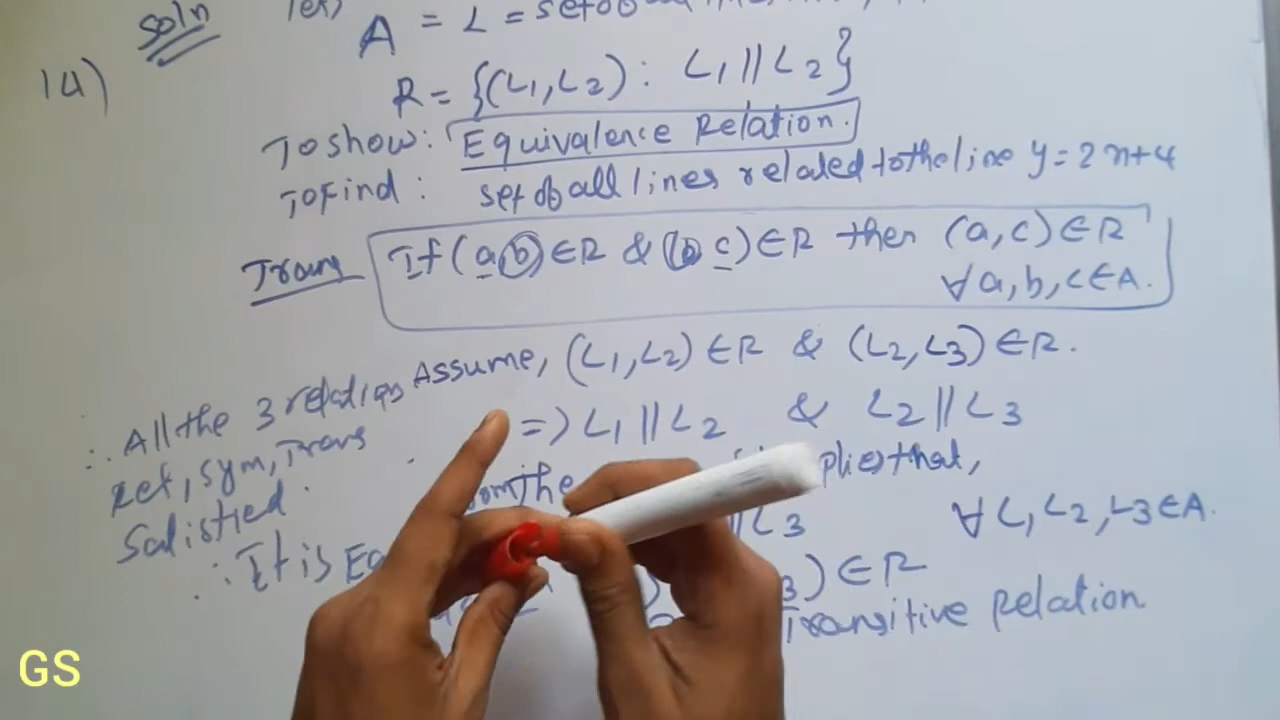 Soln
A = L = set of all
14)
R = {(L1, L2) : L1 || L2}
To show : Equivalence Relation.
To Find : set of all lines related to the line y = 2x+4
Trans If (a b) ∈ R & (b c) ∈ R then (a, c) ∈ R
∀ a, b, c ∈ A.
Assume, (L1, L2) ∈ R & (L2, L3) ∈ R.
=> L1 || L2 & L2 || L3
∴ All the 3 relations
Ref, Sym, Trans
Satisfied.
∴ It is
the plies that,
|| L3 ∀ L1, L2, L3 ∈ A.
3) ∈ R
Transitive Relation
GS